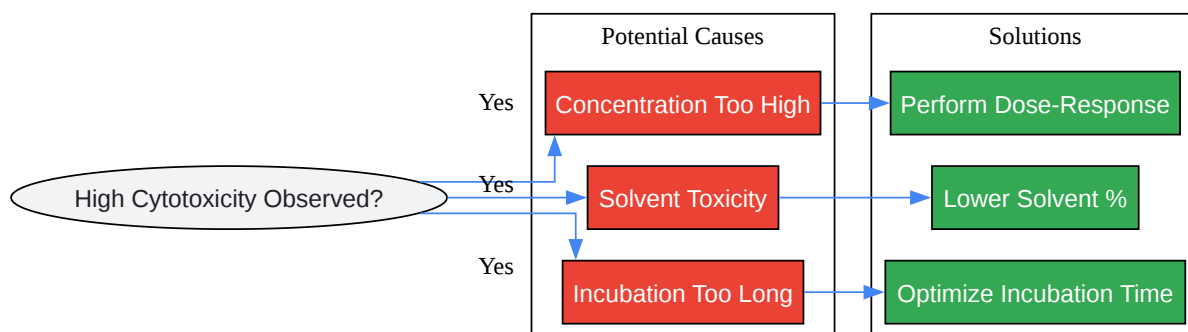 Potential Causes
Solutions
Yes
Concentration Too High
Perform Dose-Response
High Cytotoxicity Observed?
Yes
Solvent Toxicity
Lower Solvent %
Yes
Incubation Too Long
Optimize Incubation Time